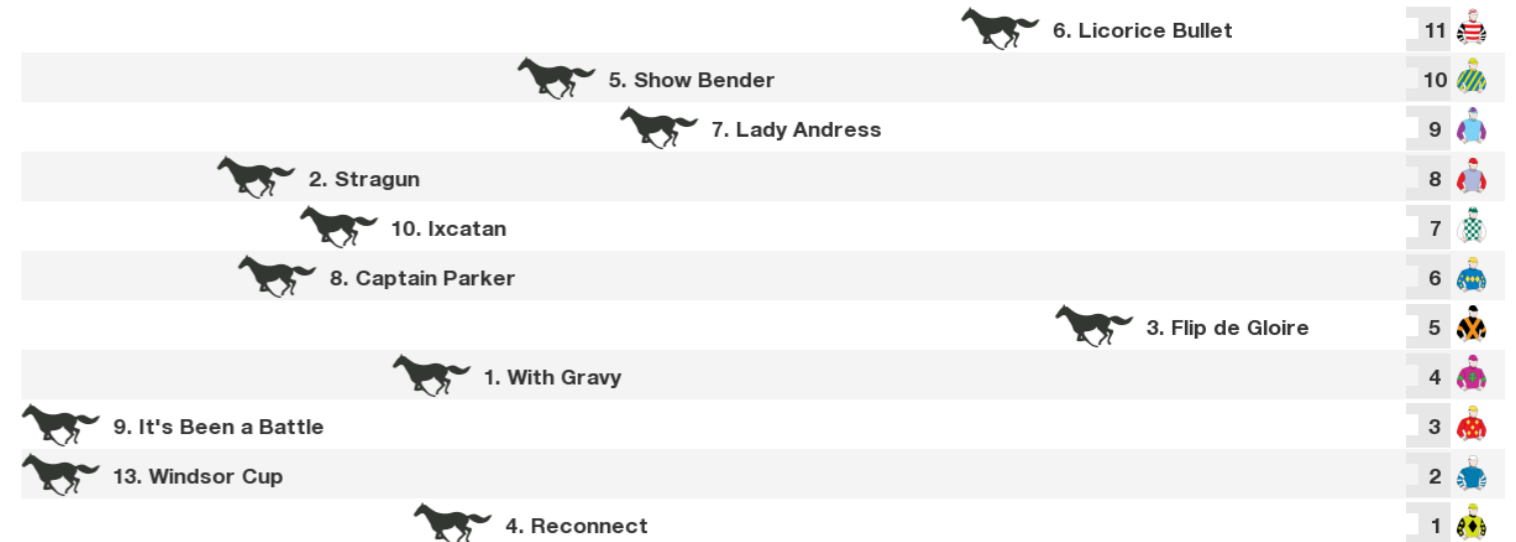 6. Licorice Bullet 11
5. Show Bender 10
7. Lady Andress 9
2. Stragun 8
10. Ixcatan 7
8. Captain Parker 6
3. Flip de Gloire 5
1. With Gravy 4
9. It's Been a Battle 3
13. Windsor Cup 2
4. Reconnect 1